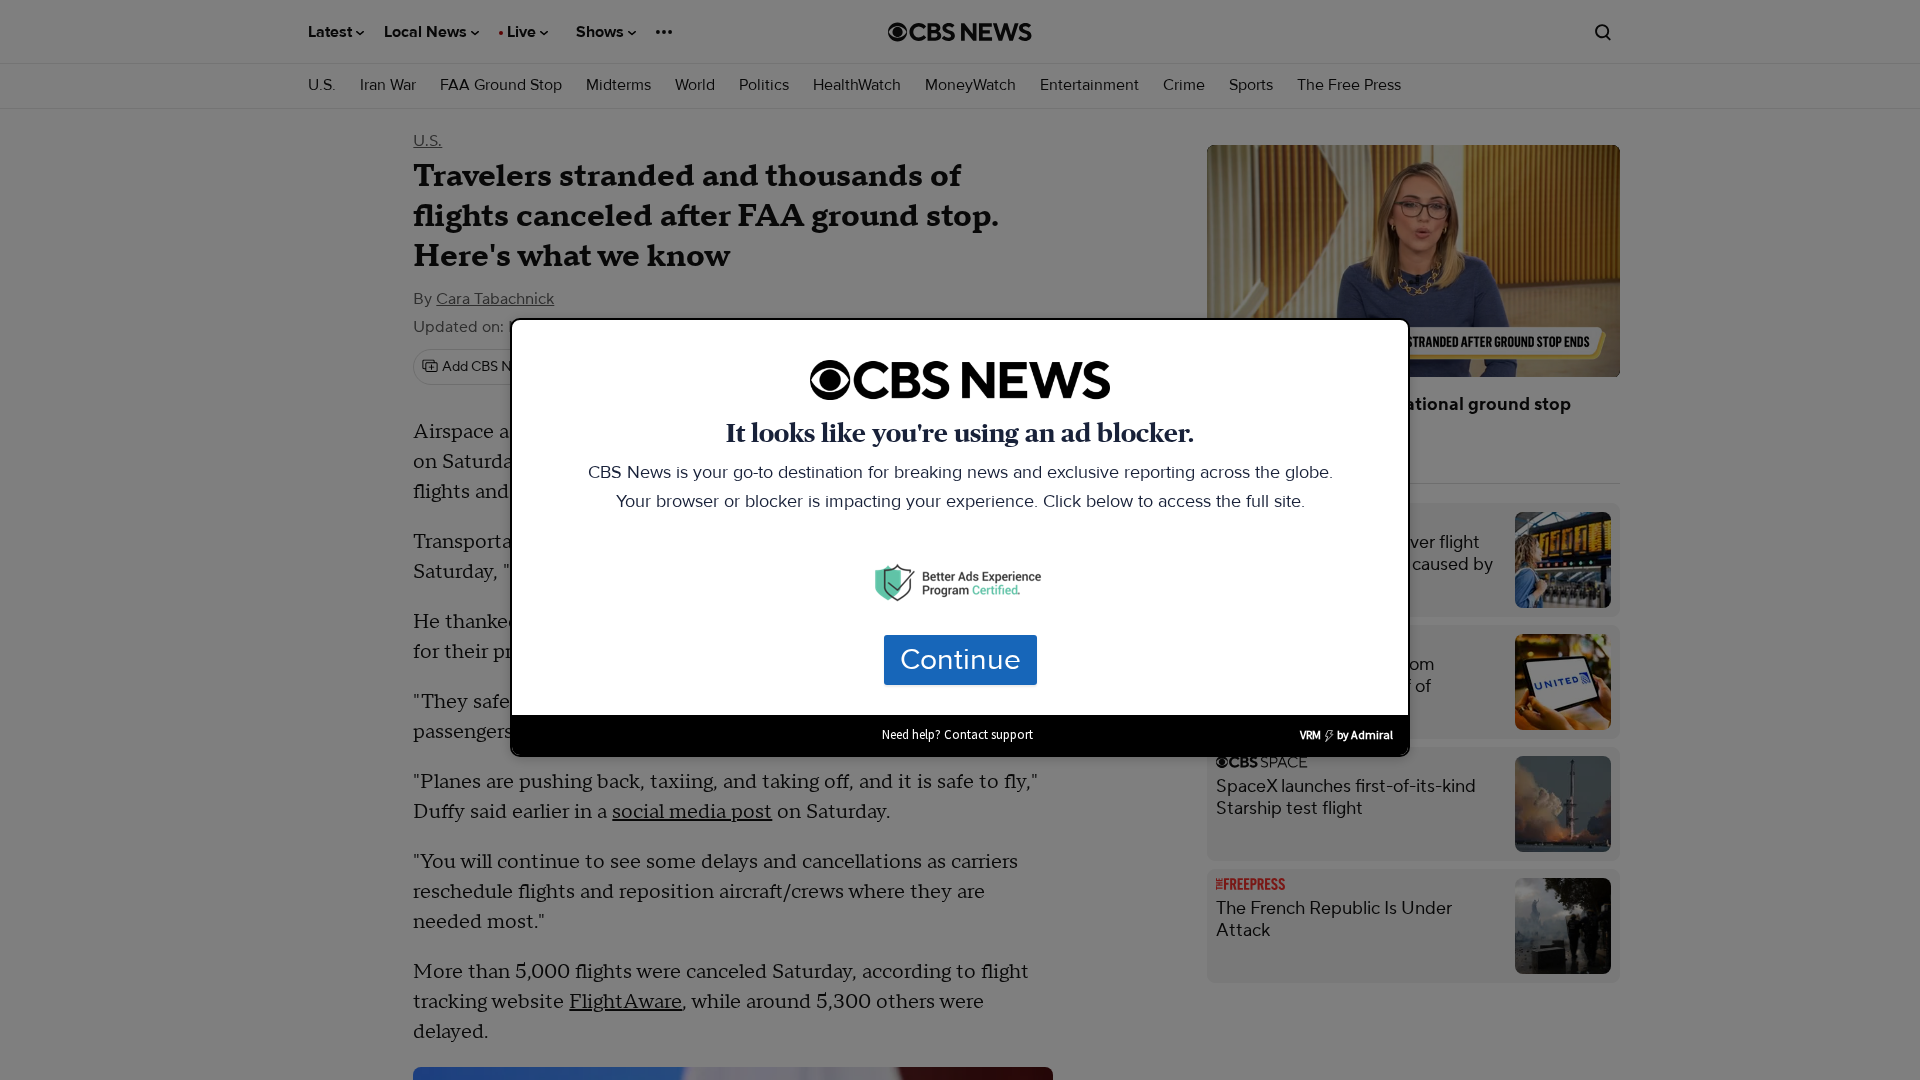 Latest
Local News
Live
Shows
CBS NEWS
U.S.
Iran War
FAA Ground Stop
Midterms
World
Politics
HealthWatch
MoneyWatch
Entertainment
Crime
Sports
The Free Press
U.S.
Travelers stranded and thousands of
flights canceled after FAA ground stop.
Here's what we know
By Cara Tabachnick
Updated on:
Add CBS N
Airspace a
on Saturda
flights and
Transporta
Saturday, "
He thanked
for their pr
"They safe
passengers
"Planes are pushing back, taxiing, and taking off, and it is safe to fly,"
Duffy said earlier in a social media post on Saturday.
"You will continue to see some delays and cancellations as carriers
reschedule flights and reposition aircraft/crews where they are
needed most."
More than 5,000 flights were canceled Saturday, according to flight
tracking website FlightAware, while around 5,300 others were
delayed.
CBS NEWS
It looks like you're using an ad blocker.
CBS News is your go-to destination for breaking news and exclusive reporting across the globe.
Your browser or blocker is impacting your experience. Click below to access the full site.
Better Ads Experience
Program Certified.
Continue
Need help? Contact support
VRM by Admiral
STRANDED AFTER GROUND STOP ENDS
ational ground stop
ver flight
caused by
om
of
UNITED
CBS SPACE
SpaceX launches first-of-its-kind
Starship test flight
THE FREE PRESS
The French Republic Is Under
Attack